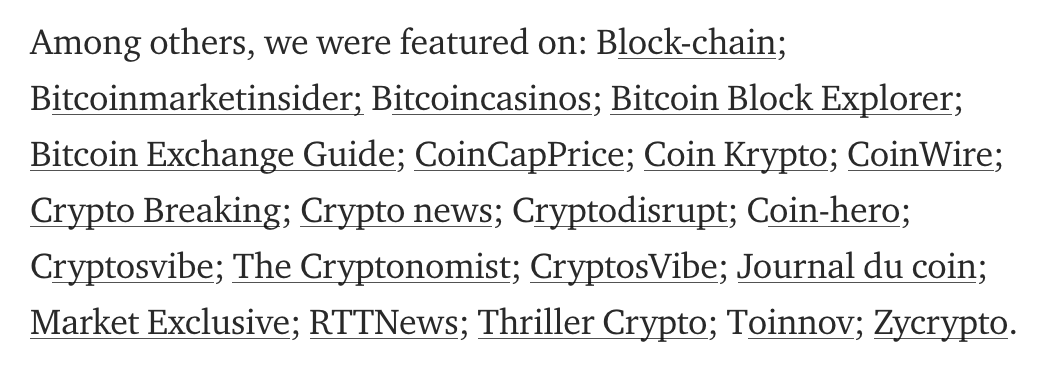 Among others, we were featured on: Block-chain;
Bitcoinmarketinsider; Bitcoincasinos; Bitcoin Block Explorer;
Bitcoin Exchange Guide; CoinCapPrice; Coin Krypto; CoinWire;
Crypto Breaking; Crypto news; Cryptodisrupt; Coin-hero;
Cryptosvibe; The Cryptonomist; CryptosVibe; Journal du coin;
Market Exclusive; RTTNews; Thriller Crypto; Toinnov; Zycrypto.